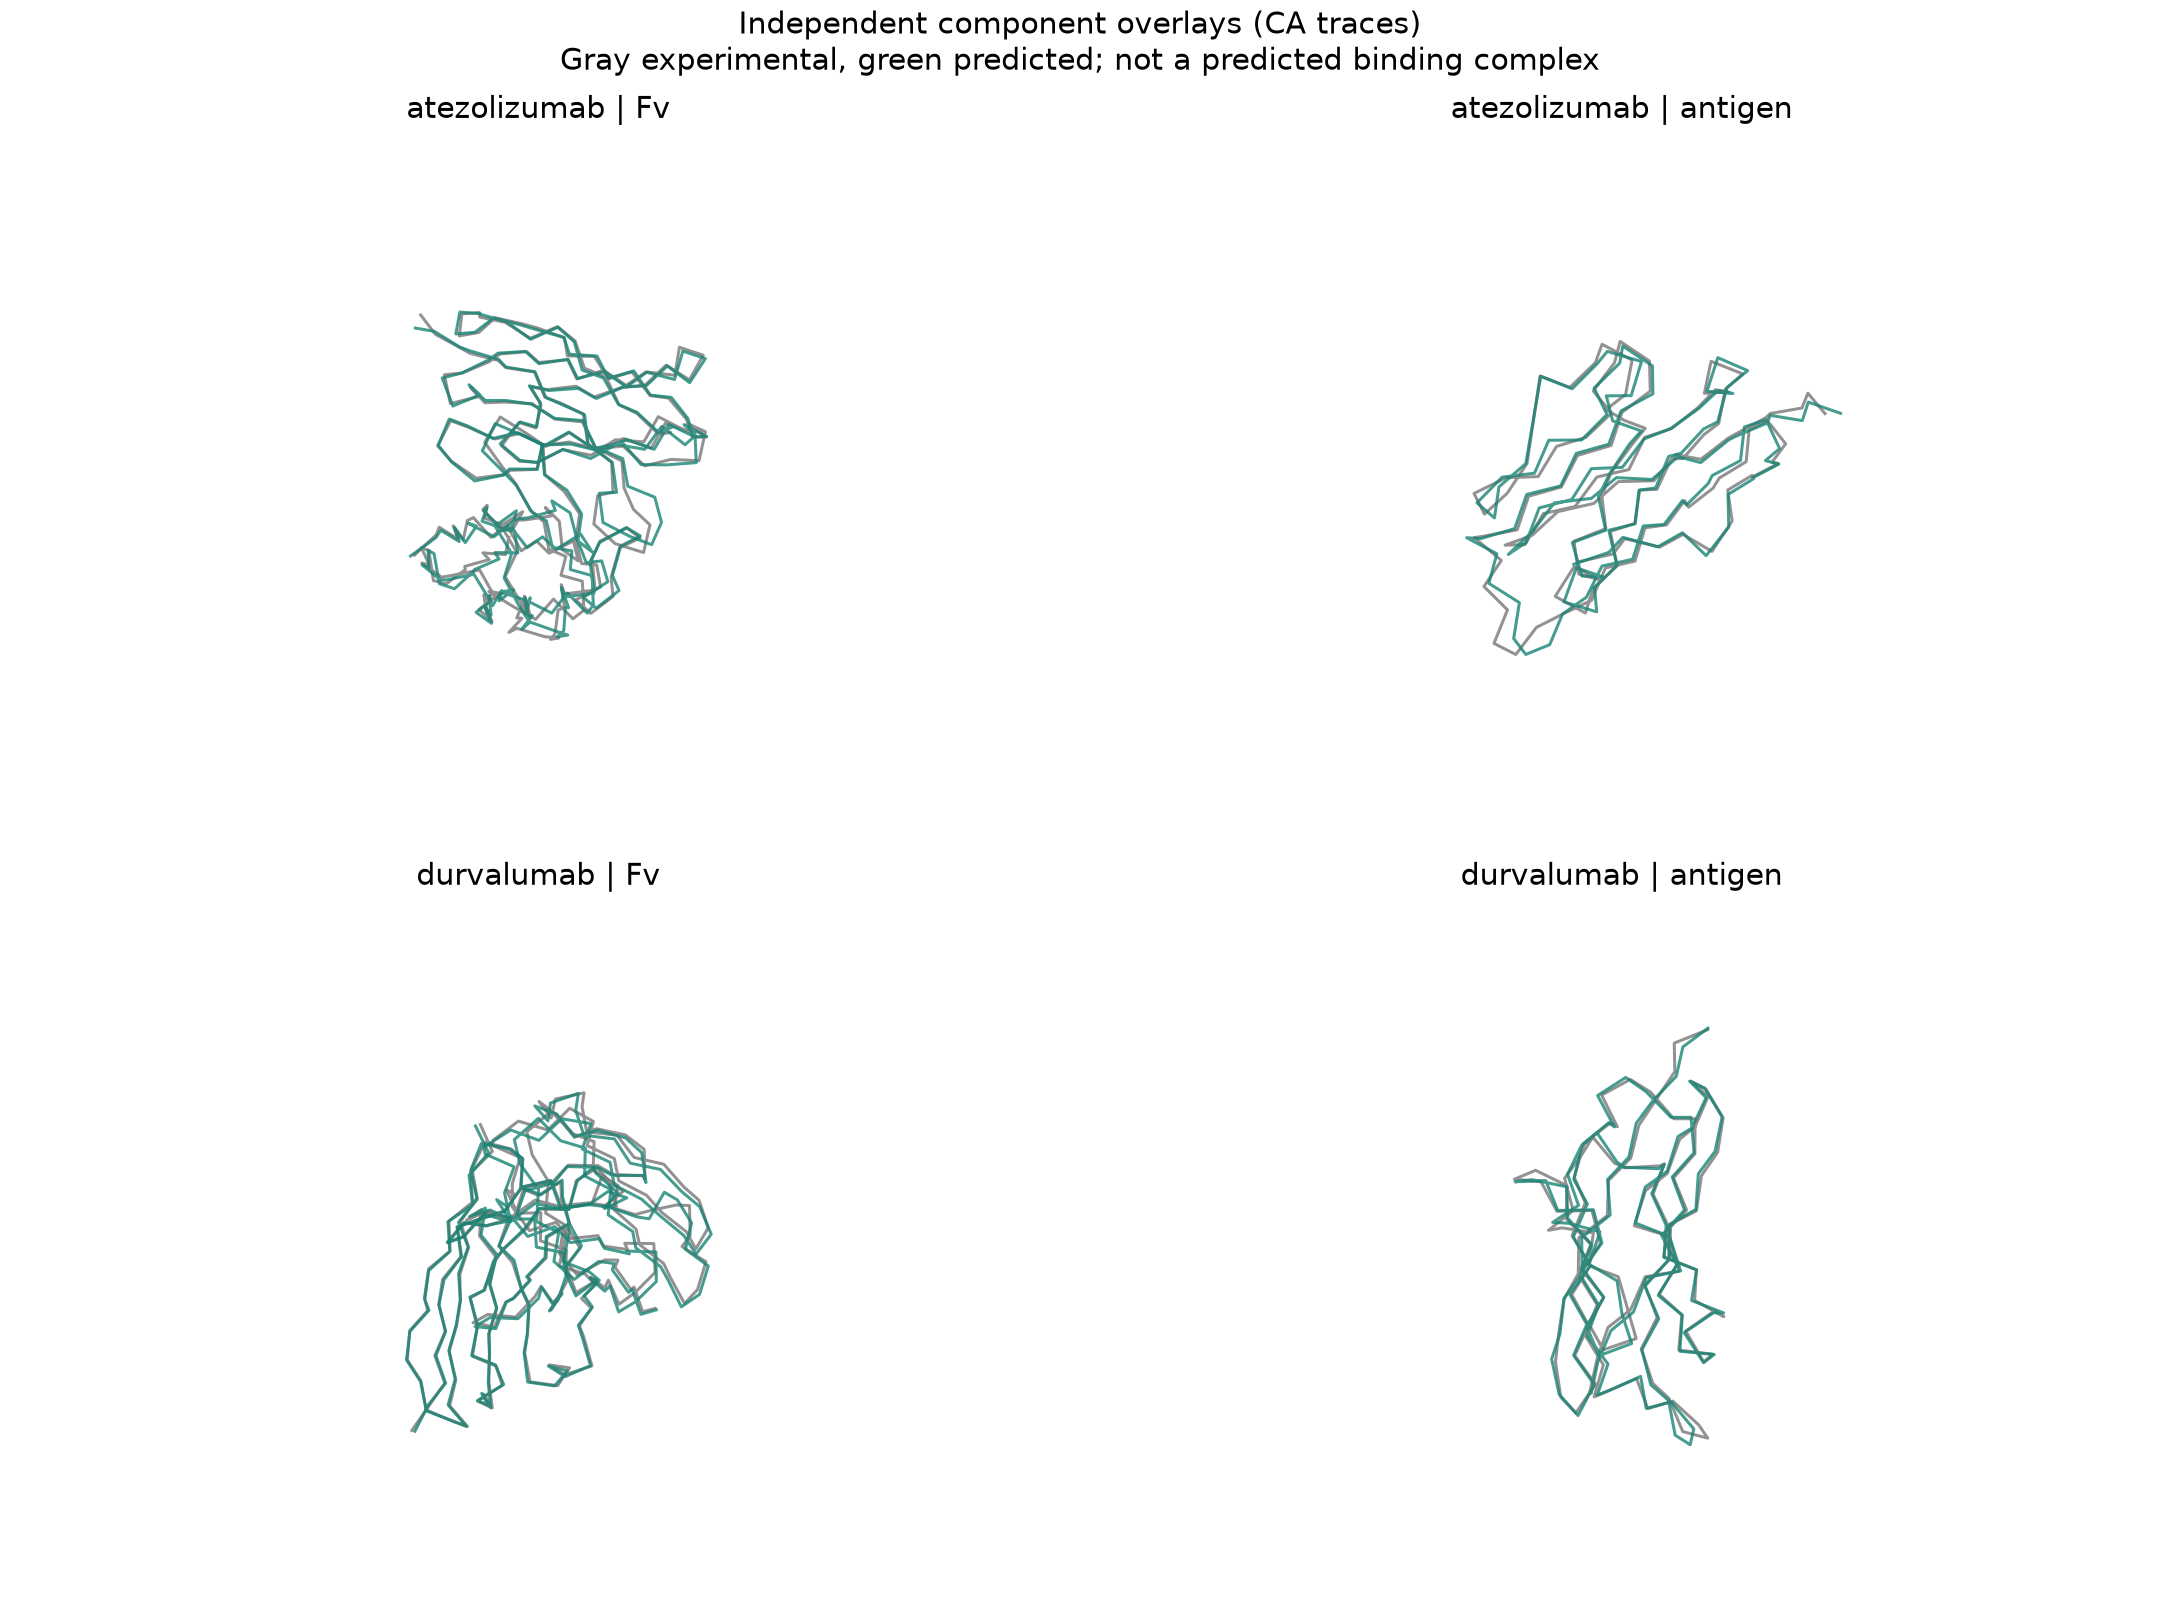 Independent component overlays (CA traces)
Gray experimental, green predicted; not a predicted binding complex
atezolizumab | Fv
atezolizumab | antigen
durvalumab | Fv
durvalumab | antigen